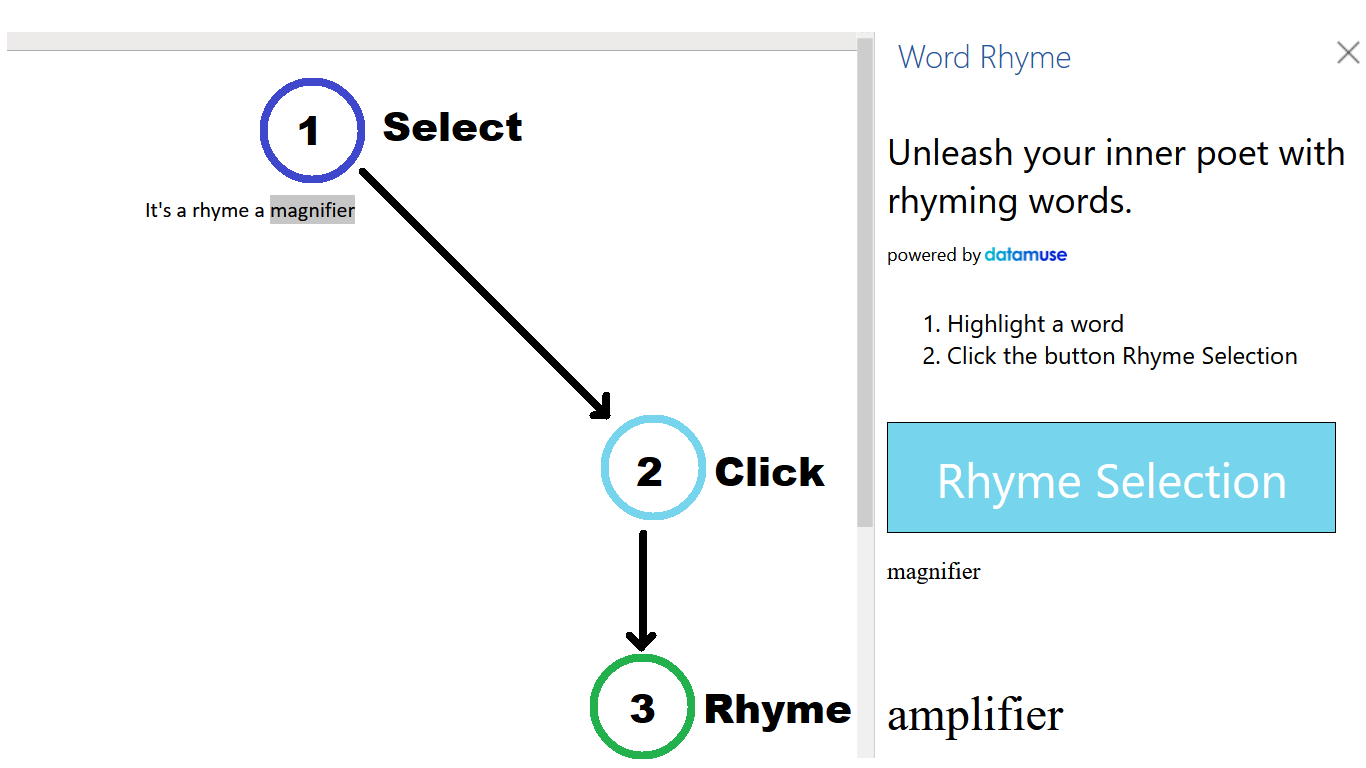 1 Select
It's a rhyme a magnifier
2 Click
3 Rhyme
Word Rhyme
Unleash your inner poet with
rhyming words.
powered by datamuse
1. Highlight a word
2. Click the button Rhyme Selection
Rhyme Selection
magnifier
amplifier